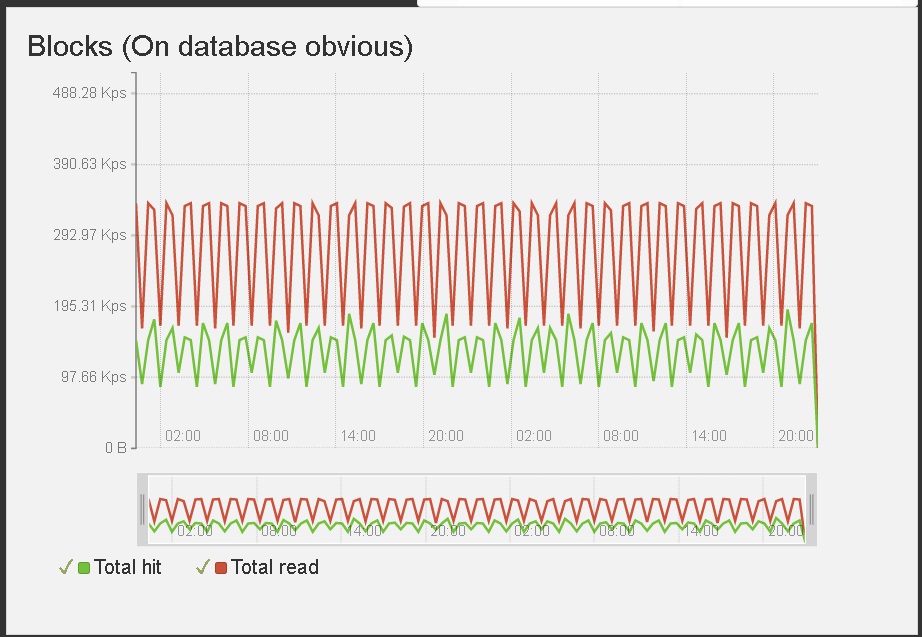 Blocks (On database obvious)
488.28 Kps
390.63 Kps
282.97 Kps
195.31 Kps
97.66 Kps
0 B
02:00 08:00 14:00 20:00 02:00 08:00 14:00 20:00
02:00 08:00 14:00 20:00 02:00 08:00 14:00 20:00
Total hit Total read